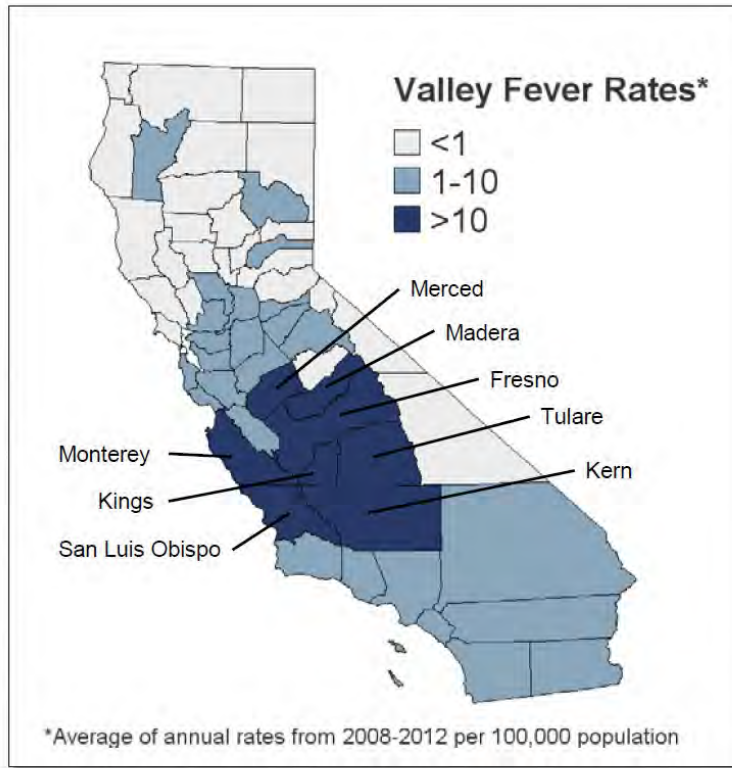 Valley Fever Rates*
<1
1-10
>10
Merced
Madera
Fresno
Tulare
Monterey
Kings
Kern
San Luis Obispo
*Average of annual rates from 2008-2012 per 100,000 population